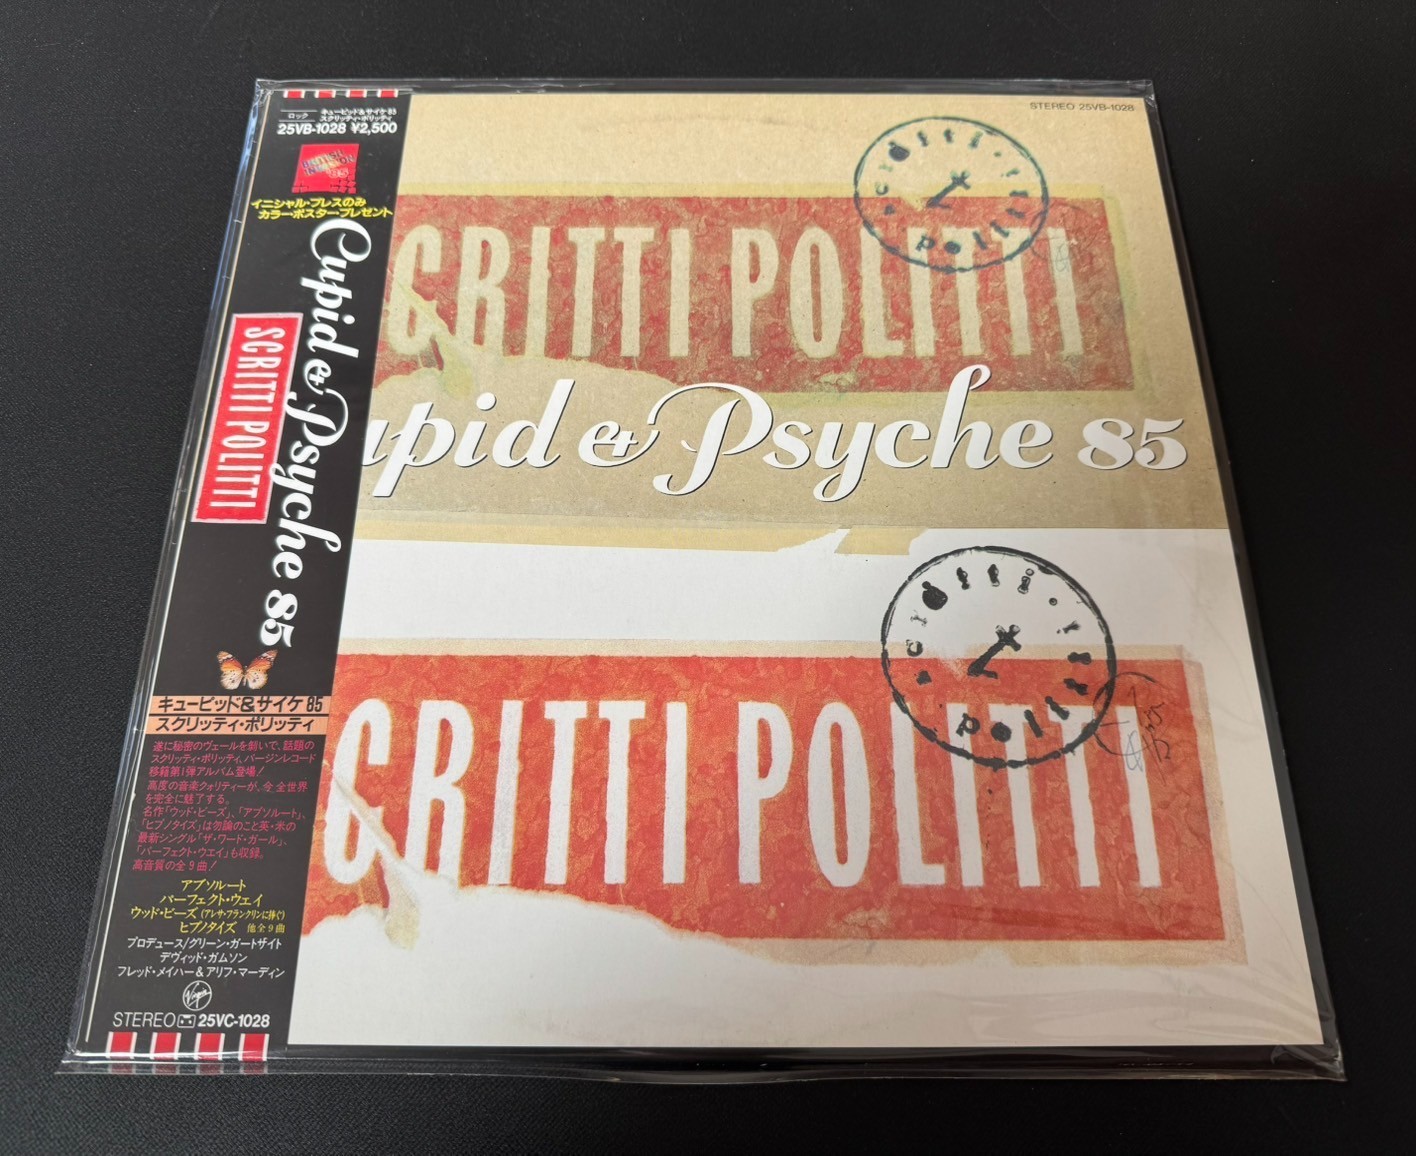 ロック
キューピッド&サイケ85
スクリッティ・ポリッティ
25VB-1028 ¥2,500
BRITISH
'85
イニシャル・プレスのみ
カラー・ポスター・プレゼント
Cupid & Psyche 85
SCRITTI POLITTI
キューピッド&サイケ85
スクリッティ・ポリッティ
遂に秘密のヴェールを剝いで、話題の
スクリッティ・ポリッティ、バージンレコード
移籍第1弾アルバム登場!
高度の音楽クォリティーが、今 全世界
を完全に魅了する。
名作「ウッド・ビーズ」、「アブソルート」、
「ヒプノタイズ」は勿論のこと英・米の
最新シングル「ザ・ワード・ガール」、
「パーフェクト・ウエイ」も収録。
高音質の全9曲!
アブソルート
パーフェクト・ウェイ
ウッド・ビーズ(アレサ・フランクリンに捧ぐ)
ヒプノタイズ 他全9曲
プロデュース/グリーン・ガートサイト
デヴィッド・ガムソン
フレッド・メイハー&アリフ・マーディン
Virgin
STEREO 25VC-1028
STEREO 25VB-1028
scritti politti
CRITTI POLITTI
upid & Psyche 85
scritti politti
CRITTI POLITTI